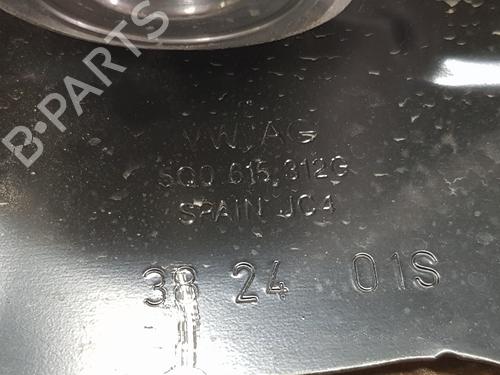 B-PARTS
VW AG
5Q0 615 312G
SPAIN JC4
38 24 01S